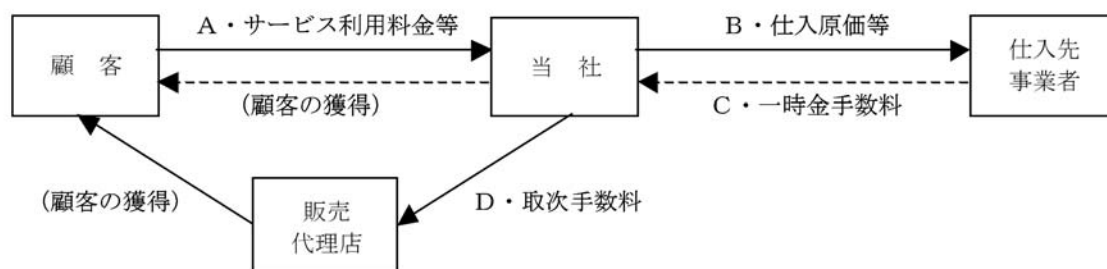 A・サービス利用料金等
B・仕入原価等
顧　客
当　社
仕入先
事業者
(顧客の獲得)
C・一時金手数料
(顧客の獲得)
D・取次手数料
販売
代理店